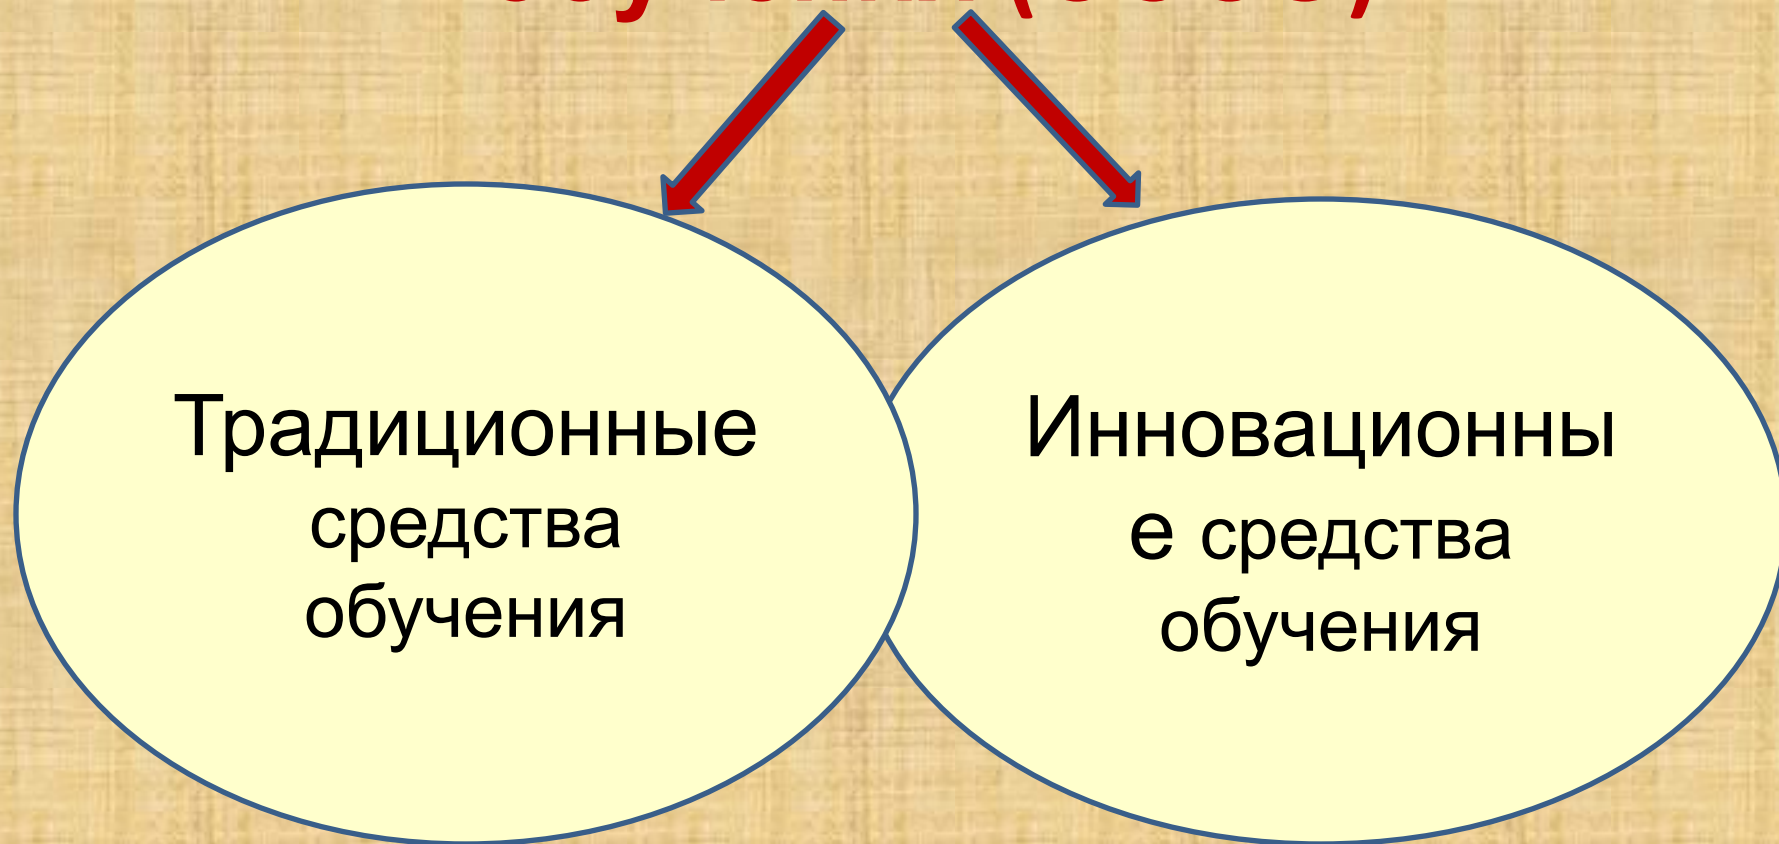 Традиционные
средства
обучения
Инновационны
е средства
обучения